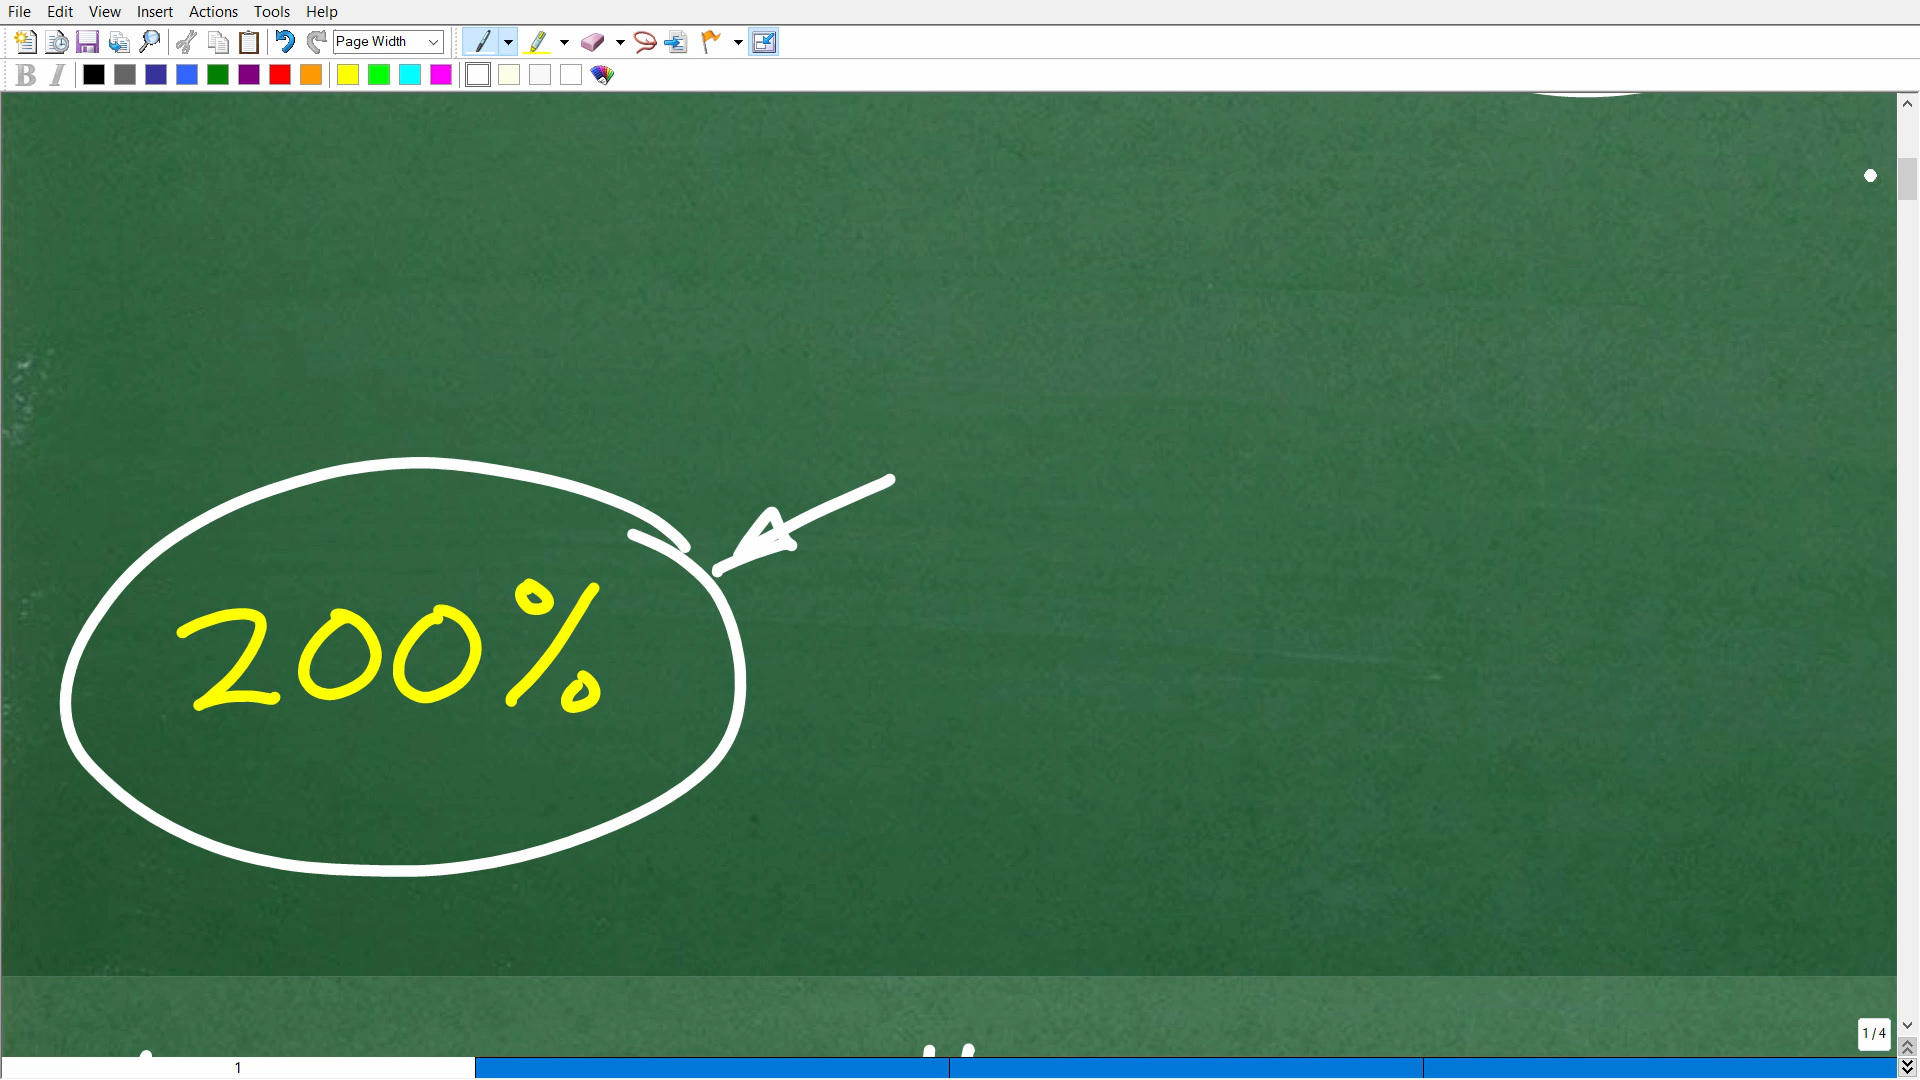 File Edit View Insert Actions Tools Help
Page Width
B I
200%
1 / 4
1